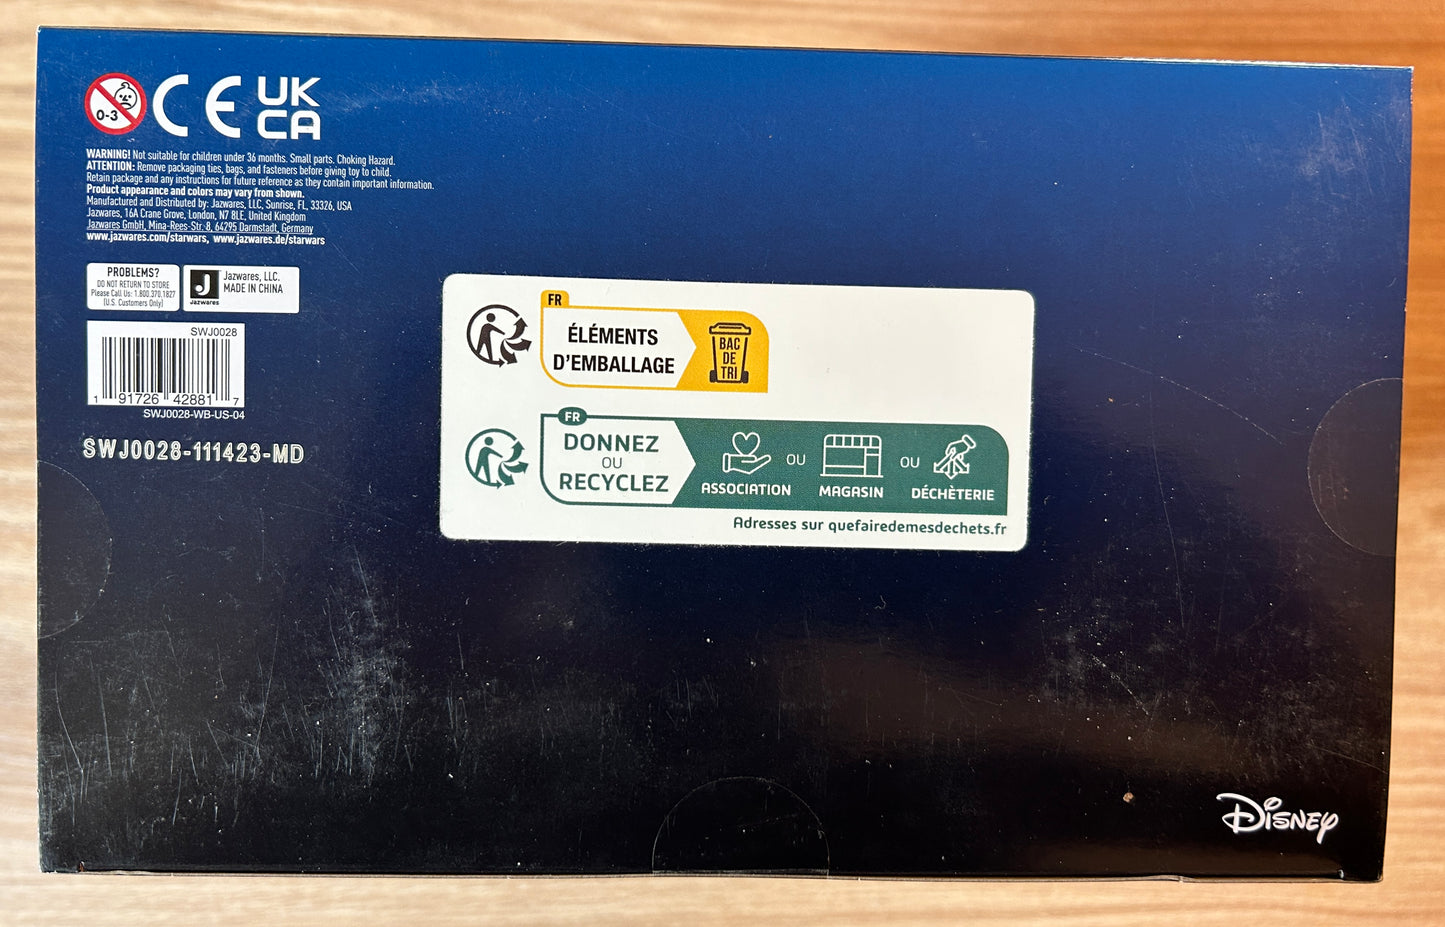 0-3
CE
UK
CA
WARNING! Not suitable for children under 36 months. Small parts. Choking Hazard.
ATTENTION: Remove packaging ties, bags, and fasteners before giving toy to child.
Retain package and any instructions for future reference as they contain important information.
Product appearance and colors may vary from shown.
Manufactured and Distributed by: Jazwares, LLC, Sunrise, FL, 33326, USA
Jazwares, 16A Crane Grove, London, N7 8LE, United Kingdom
Jazwares GmbH, Mina-Rees-Str. 8, 64295 Darmstadt, Germany
www.jazwares.com/starwars, www.jazwares.de/starwars
PROBLEMS?
DO NOT RETURN TO STORE
Please Call Us: 1.800.370.1827
(U.S. Customers Only)
J
Jazwares
Jazwares, LLC.
MADE IN CHINA
SWJ0028
1 91726 42881 7
SWJ0028-WB-US-04
SWJ0028-111423-MD
FR
ÉLÉMENTS
D'EMBALLAGE
BAC
DE
TRI
FR
DONNEZ
OU
RECYCLEZ
ASSOCIATION
OU
MAGASIN
OU
DÉCHÈTERIE
Adresses sur quefairedemesdechets.fr
Disney